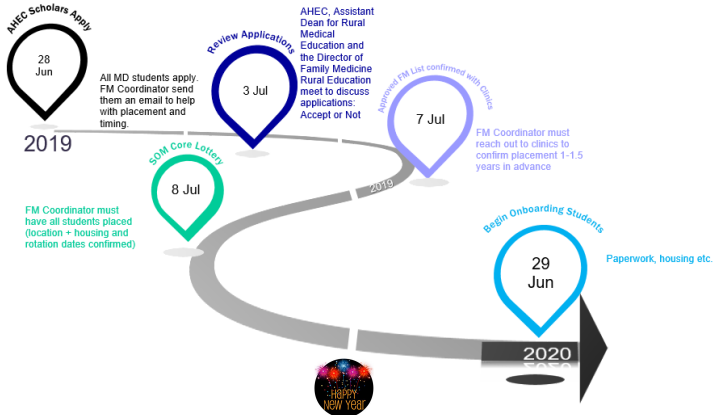 AHEC Scholars Apply
28
Jun
2019
All MD students apply.
FM Coordinator send
them an email to help
with placement and
timing.
Review Applications
3 Jul
AHEC, Assistant
Dean for Rural
Medical
Education and
the Director of
Family Medicine
Rural Education
meet to discuss
applications:
Accept or Not
Approved FM List confirmed with Clinics
7 Jul
FM Coordinator must
reach out to clinics to
confirm placement 1-1.5
years in advance
2019
SOM Core Lottery
8 Jul
FM Coordinator must
have all students placed
(location + housing and
rotation dates confirmed)
Begin Onboarding Students
29
Jun
Paperwork, housing etc.
2020
HAPPY
NEW YEAR